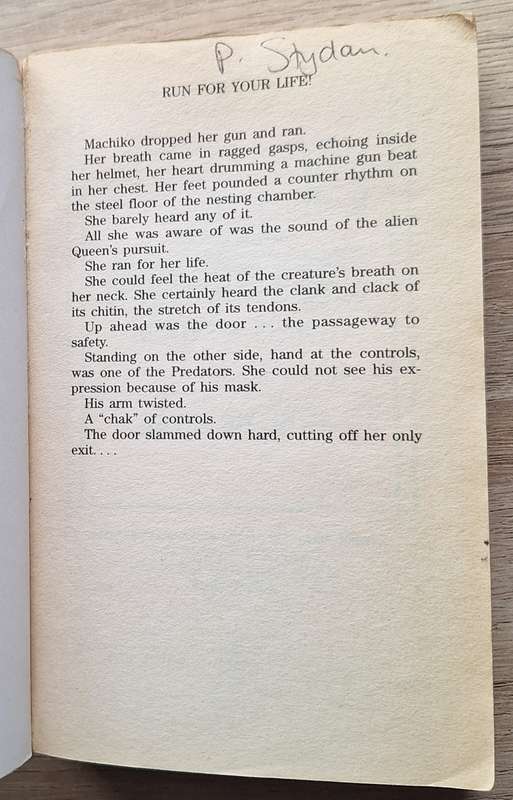 P. Stydan.
RUN FOR YOUR LIFE!
Machiko dropped her gun and ran.
Her breath came in ragged gasps, echoing inside
her helmet, her heart drumming a machine gun beat
in her chest. Her feet pounded a counter rhythm on
the steel floor of the nesting chamber.
She barely heard any of it.
All she was aware of was the sound of the alien
Queen's pursuit.
She ran for her life.
She could feel the heat of the creature's breath on
her neck. She certainly heard the clank and clack of
its chitin, the stretch of its tendons.
Up ahead was the door . . . the passageway to
safety.
Standing on the other side, hand at the controls,
was one of the Predators. She could not see his ex-
pression because of his mask.
His arm twisted.
A “chak” of controls.
The door slammed down hard, cutting off her only
exit. . . .